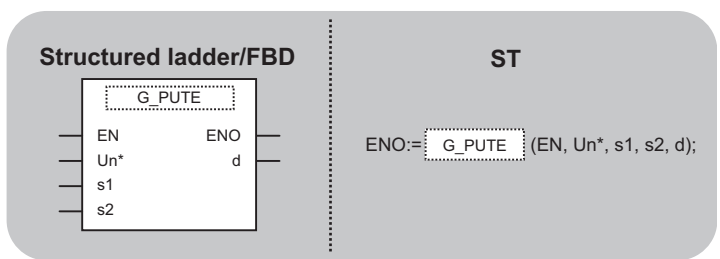 Structured ladder/FBD
G_PUTE
EN ENO
Un* d
s1
s2
ST
ENO:= G_PUTE (EN, Un*, s1, s2, d);